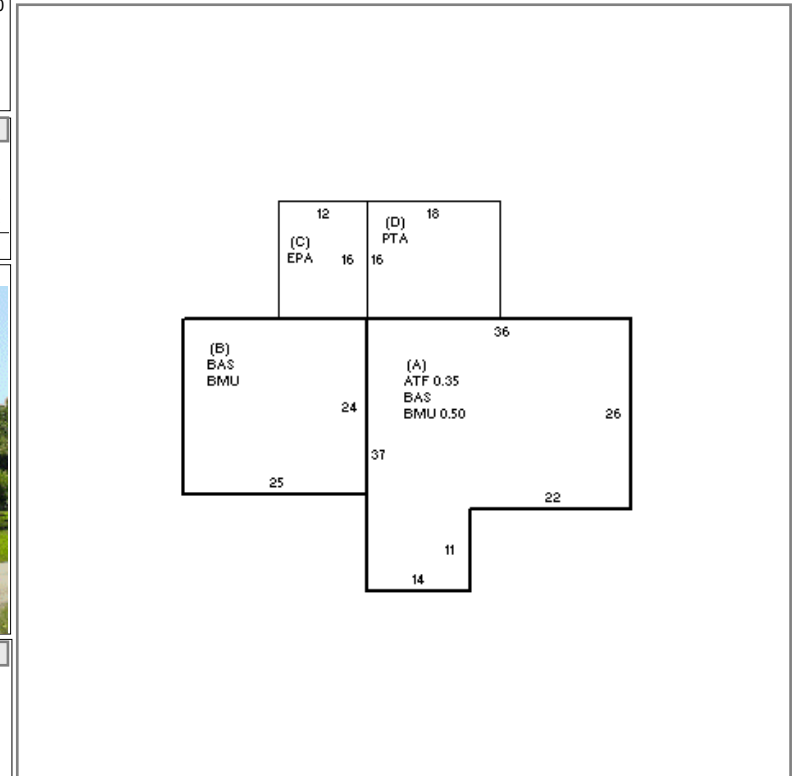 12
(D)
18
(C)
PTA
EPA
16
16
36
(B)
BAS
BMU
(A)
ATF 0.35
BAS
BMU 0.50
24
26
37
25
22
11
14